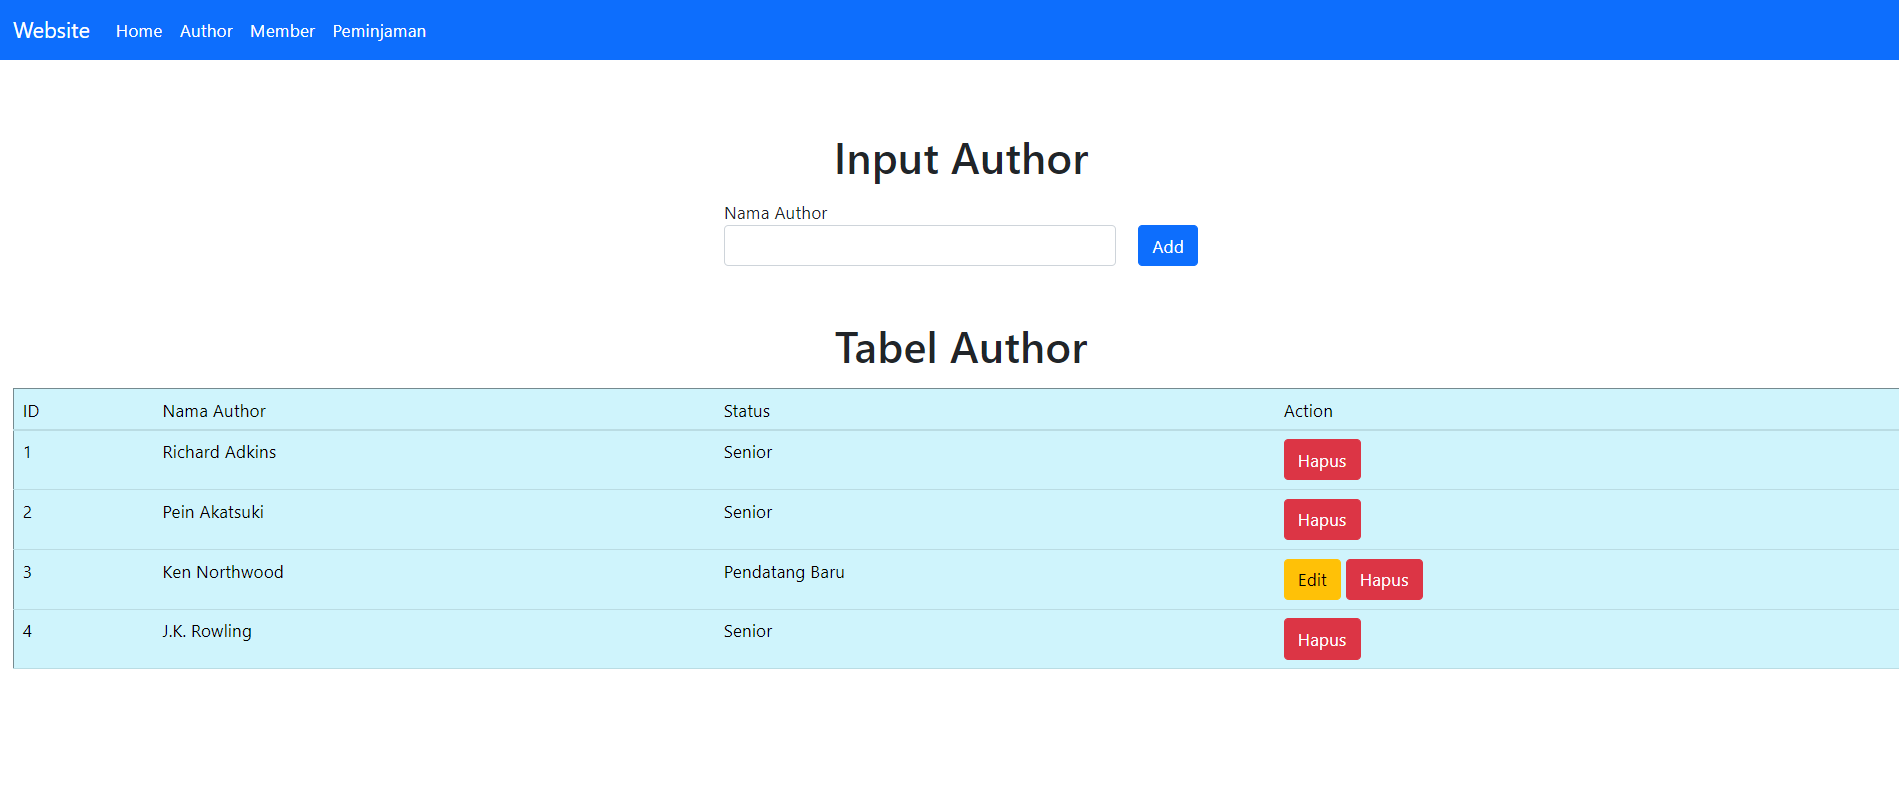 Website Home Author Member Peminjaman
Input Author
Nama Author
Add
Tabel Author
ID Nama Author Status Action
1 Richard Adkins Senior Hapus
2 Pein Akatsuki Senior Hapus
3 Ken Northwood Pendatang Baru Edit Hapus
4 J.K. Rowling Senior Hapus